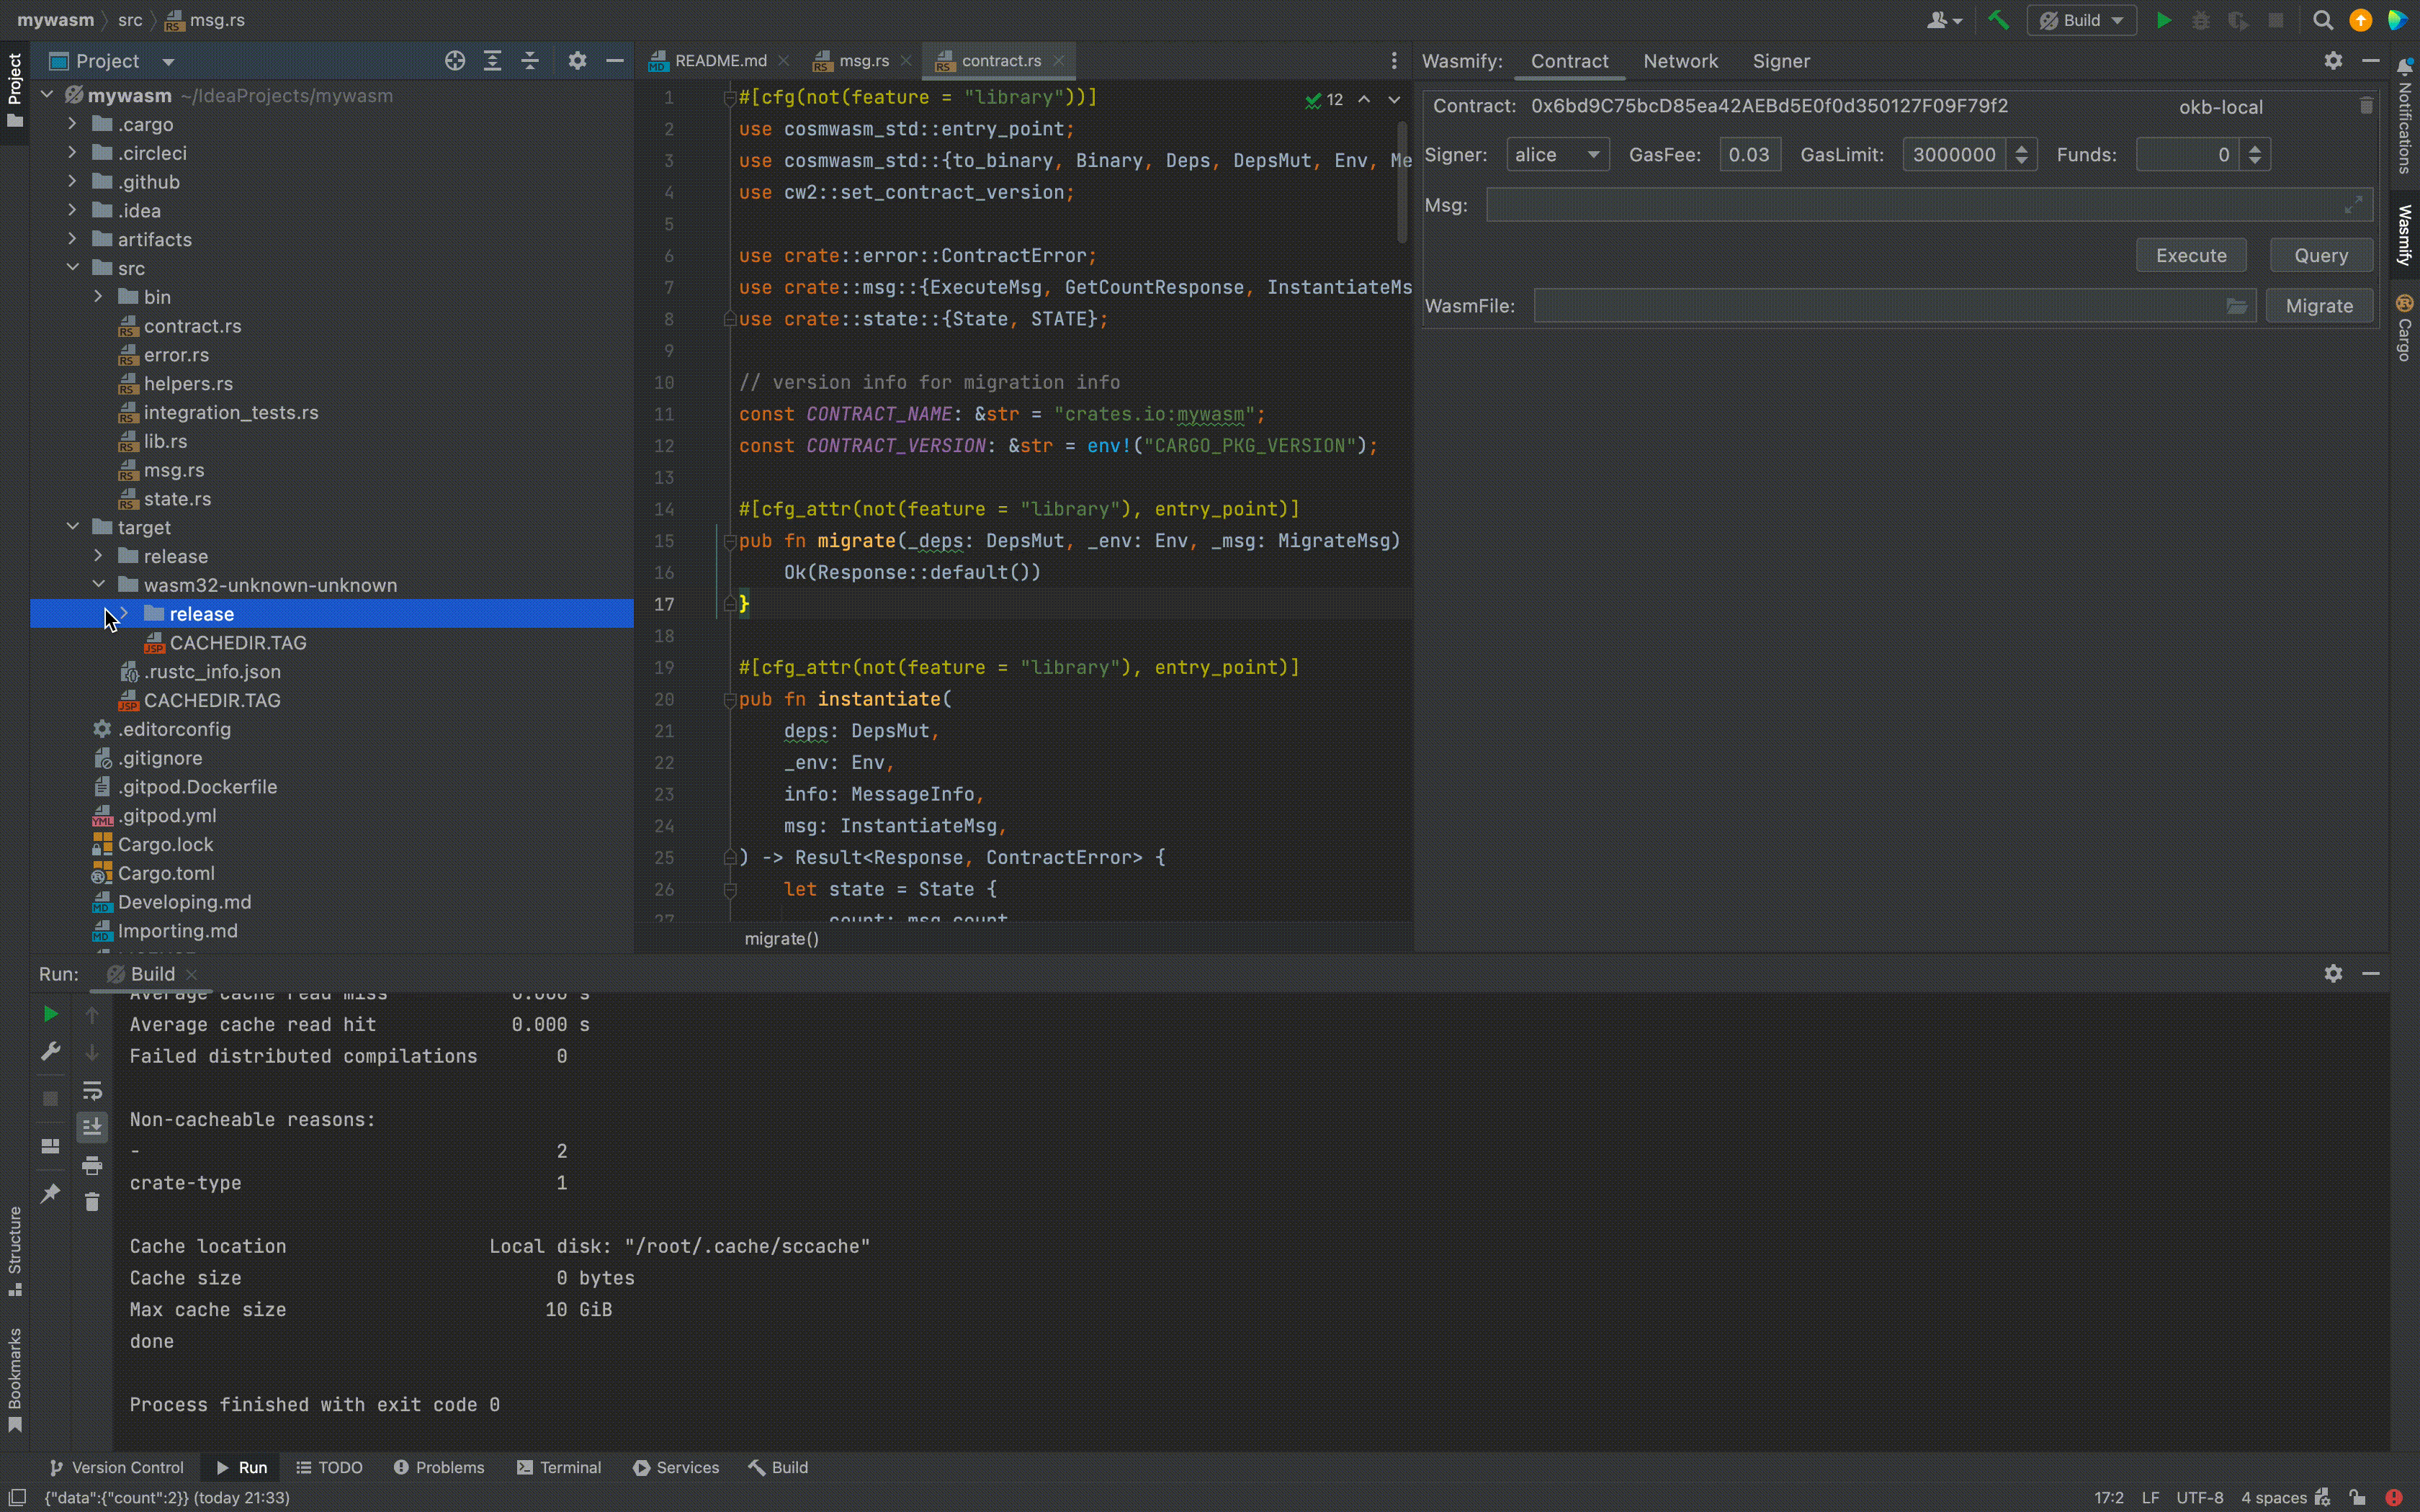 mywasm src msg.rs
Build
Project
README.md
msg.rs
contract.rs
Wasmify: Contract Network Signer
Project
Structure
Bookmarks
Notifications
Wasmify
Cargo
mywasm ~/IdeaProjects/mywasm
.cargo
.circleci
.github
.idea
artifacts
src
bin
contract.rs
error.rs
helpers.rs
integration_tests.rs
lib.rs
msg.rs
state.rs
target
release
wasm32-unknown-unknown
release
CACHEDIR.TAG
.rustc_info.json
CACHEDIR.TAG
.editorconfig
.gitignore
.gitpod.Dockerfile
.gitpod.yml
Cargo.lock
Cargo.toml
Developing.md
Importing.md
12
1 #[cfg(not(feature = "library"))]
2 use cosmwasm_std::entry_point;
3 use cosmwasm_std::{to_binary, Binary, Deps, DepsMut, Env, Me
4 use cw2::set_contract_version;
5
6 use crate::error::ContractError;
7 use crate::msg::{ExecuteMsg, GetCountResponse, InstantiateMs
8 use crate::state::{State, STATE};
9
10 // version info for migration info
11 const CONTRACT_NAME: &str = "crates.io:mywasm";
12 const CONTRACT_VERSION: &str = env!("CARGO_PKG_VERSION");
13
14 #[cfg_attr(not(feature = "library"), entry_point)]
15 pub fn migrate(_deps: DepsMut, _env: Env, _msg: MigrateMsg)
16 Ok(Response::default())
17 }
18
19 #[cfg_attr(not(feature = "library"), entry_point)]
20 pub fn instantiate(
21 deps: DepsMut,
22 _env: Env,
23 info: MessageInfo,
24 msg: InstantiateMsg,
25 ) -> Result<Response, ContractError> {
26 let state = State {
27 count: msg.count
migrate()
Contract: 0x6bd9C75bcD85ea42AEBd5E0f0d350127F09F79f2 okb-local
Signer: alice GasFee: 0.03 GasLimit: 3000000 Funds: 0
Msg:
Execute Query
WasmFile: Migrate
Run: Build
Average cache read miss 0.000 s
Average cache read hit 0.000 s
Failed distributed compilations 0
Non-cacheable reasons:
- 2
crate-type 1
Cache location Local disk: "/root/.cache/sccache"
Cache size 0 bytes
Max cache size 10 GiB
done
Process finished with exit code 0
Version Control Run TODO Problems Terminal Services Build
{"data":{"count":2}} (today 21:33)
17:2 LF UTF-8 4 spaces